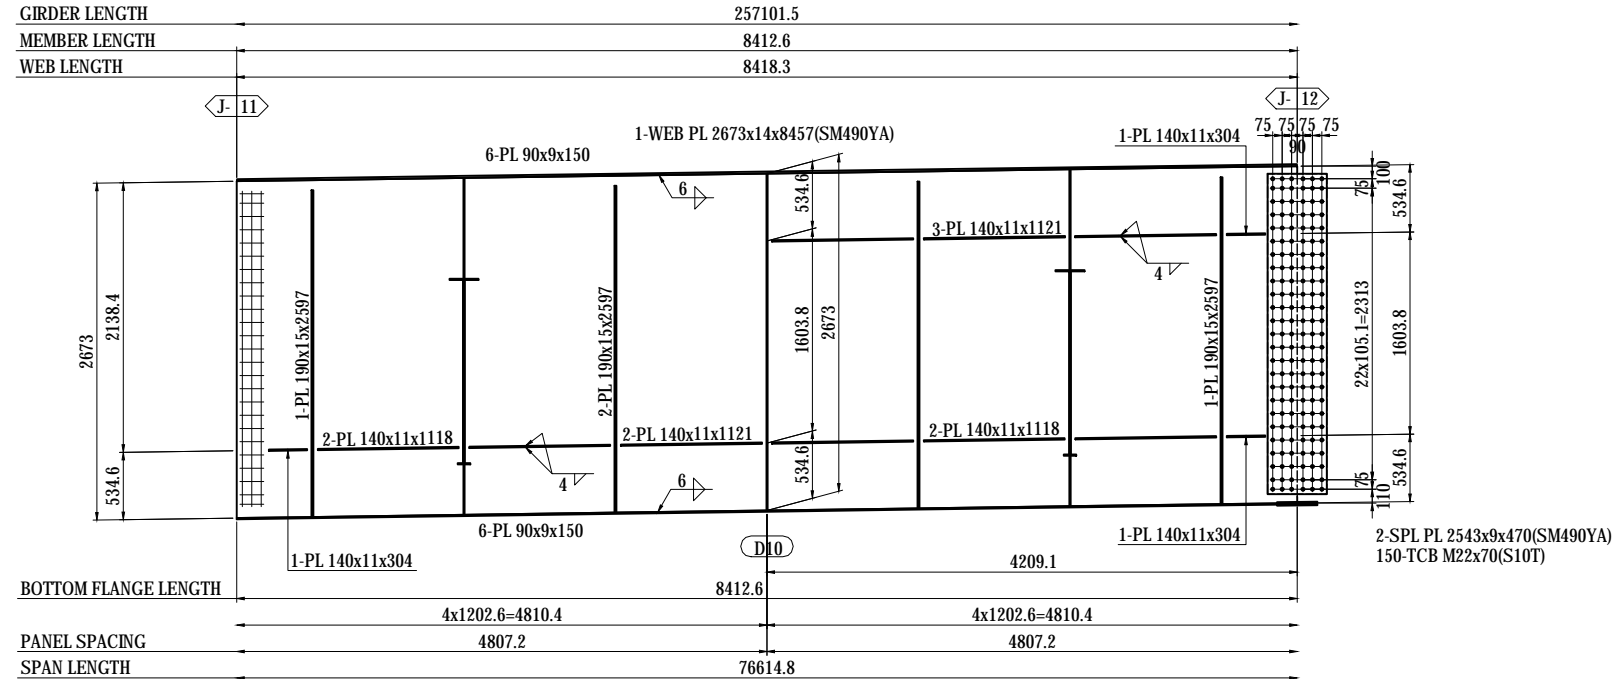 GIRDER LENGTH 257101.5
MEMBER LENGTH 8412.6
WEB LENGTH 8418.3
J- 11
J- 12
75 75 75 75
90
1-WEB PL 2673x14x8457(SM490YA)
1-PL 140x11x304
6-PL 90x9x150
6
100
75
534.6
534.6
3-PL 140x11x1121
4
2673
2138.4
534.6
1-PL 190x15x2597
2-PL 190x15x2597
1603.8
2673
1-PL 190x15x2597
22x105.1=2313
1603.8
2-PL 140x11x1118
2-PL 140x11x1121
2-PL 140x11x1118
4
534.6
6
75
534.6
110
6-PL 90x9x150
1-PL 140x11x304
D10
1-PL 140x11x304
2-SPL PL 2543x9x470(SM490YA)
150-TCB M22x70(S10T)
4209.1
BOTTOM FLANGE LENGTH 8412.6
4x1202.6=4810.4 4x1202.6=4810.4
PANEL SPACING 4807.2 4807.2
SPAN LENGTH 76614.8